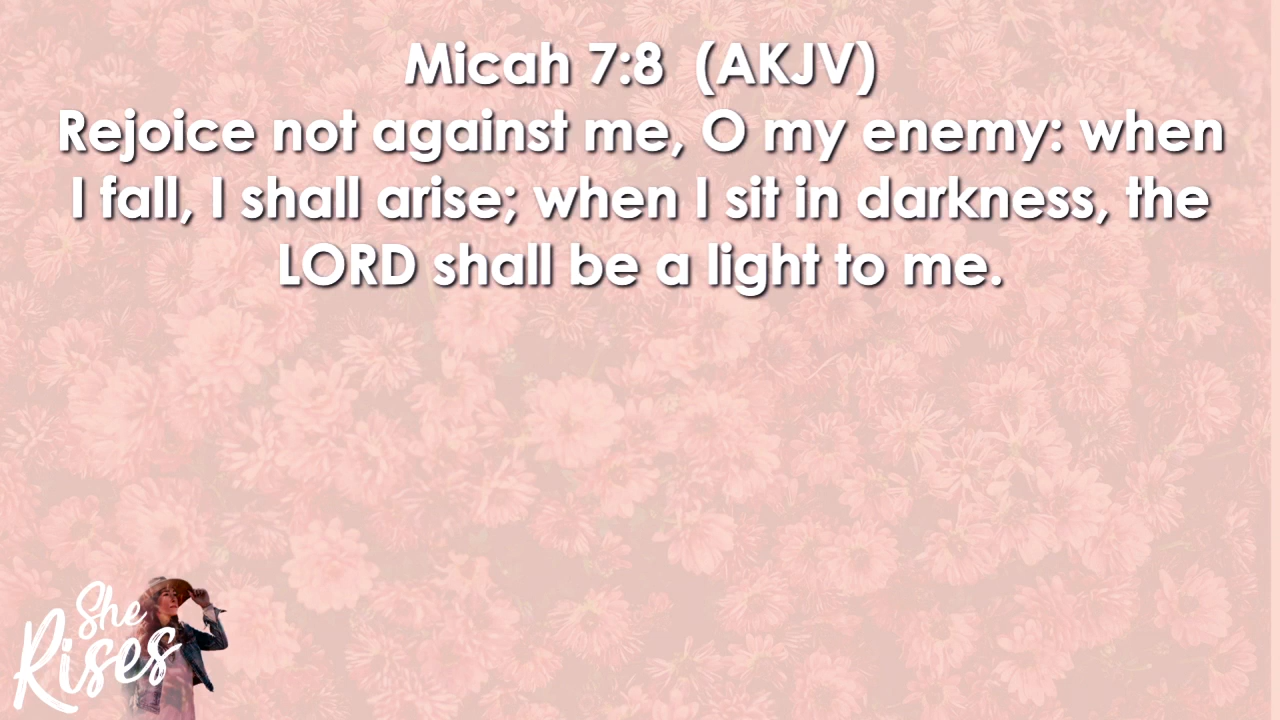 Micah 7:8  (AKJV)
Rejoice not against me, O my enemy: when
I fall, I shall arise; when I sit in darkness, the
LORD shall be a light to me.
She
Rises